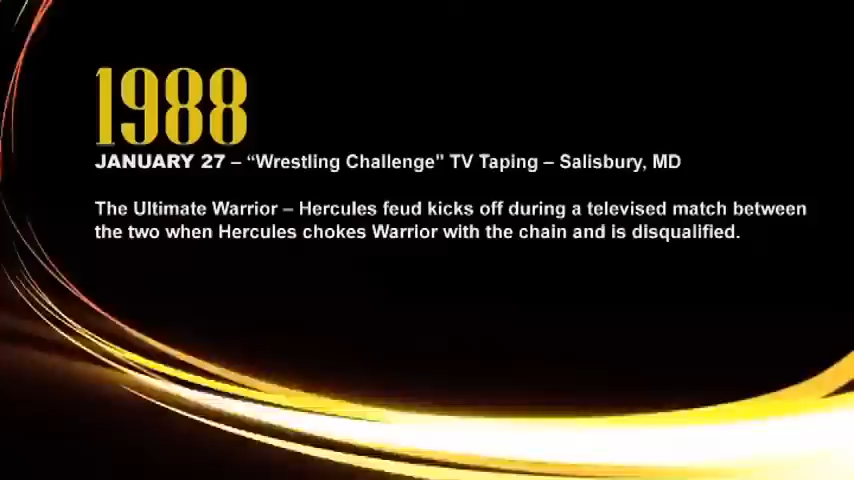 1988
JANUARY 27 – “Wrestling Challenge" TV Taping – Salisbury, MD
The Ultimate Warrior – Hercules feud kicks off during a televised match between
the two when Hercules chokes Warrior with the chain and is disqualified.